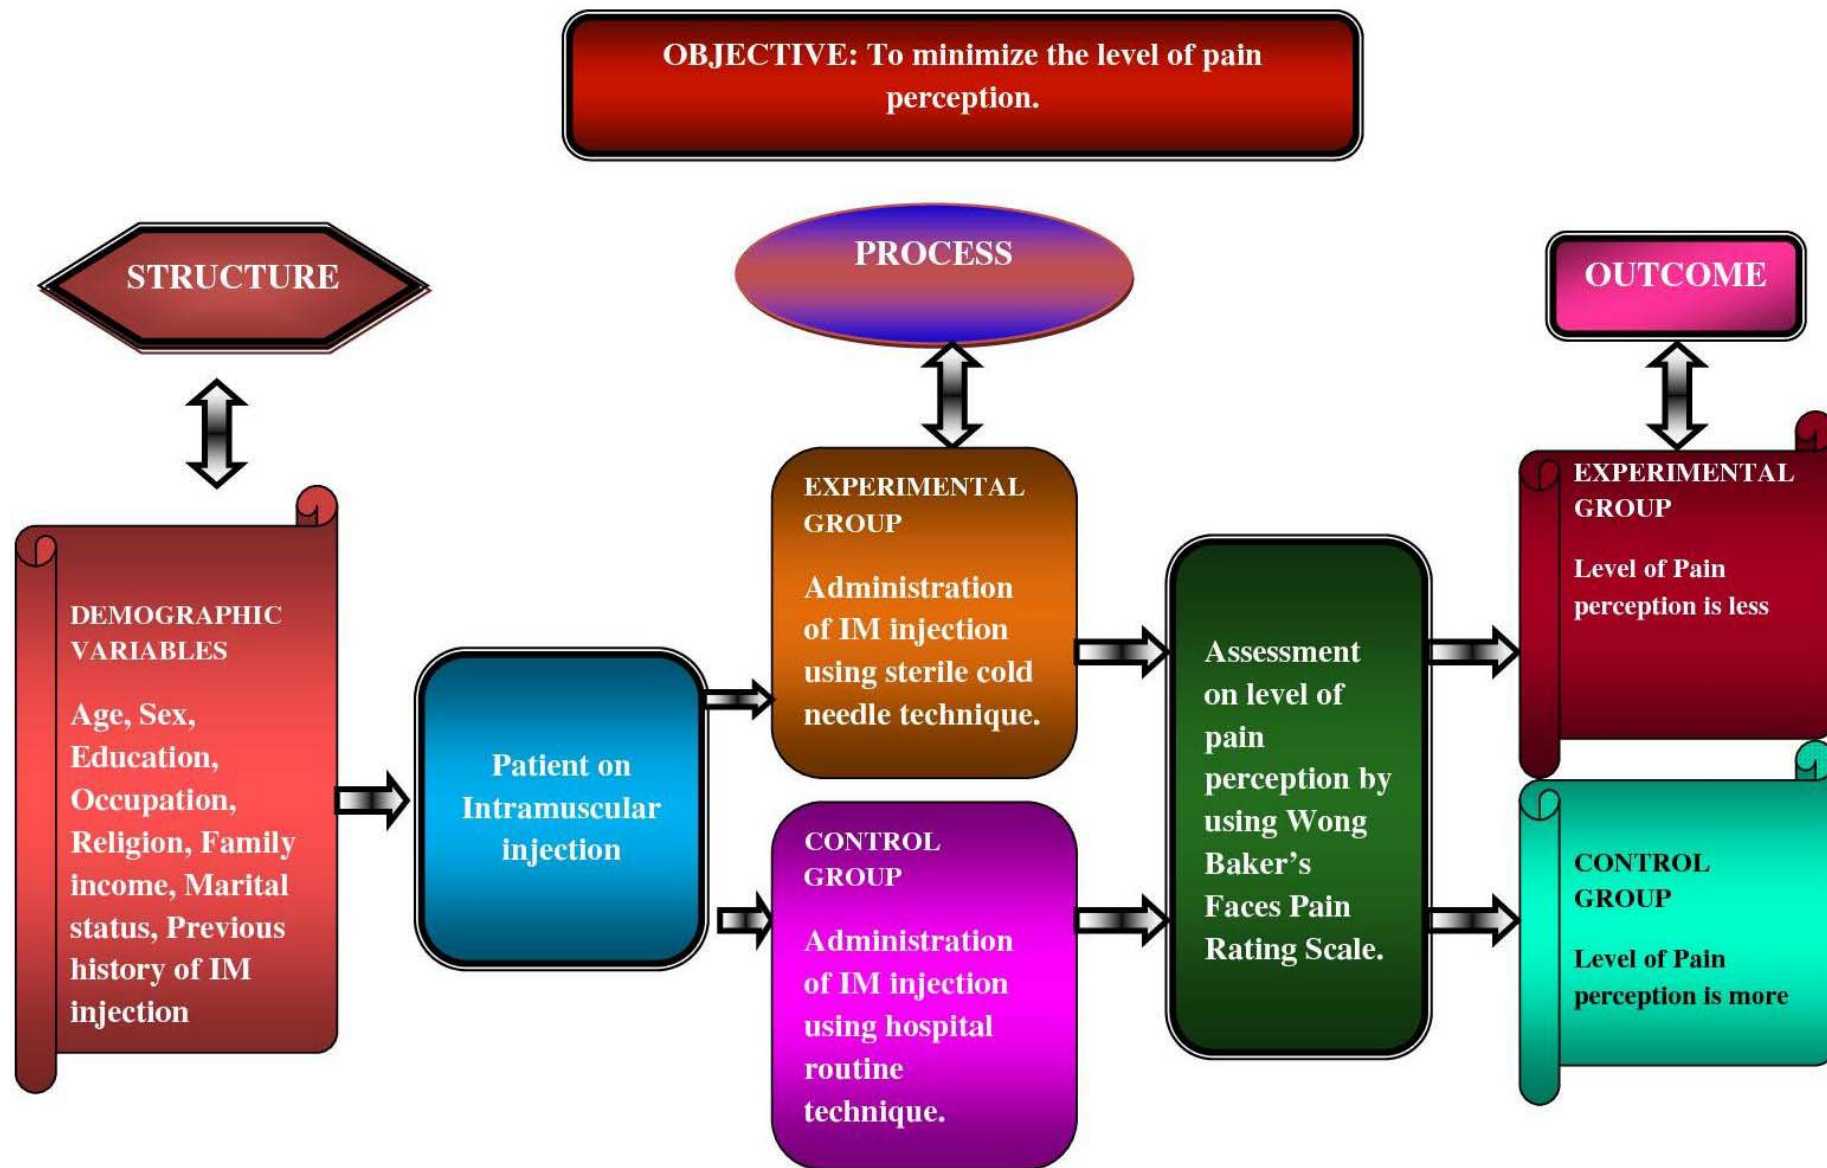 OBJECTIVE: To minimize the level of pain
perception.
STRUCTURE
PROCESS
OUTCOME
DEMOGRAPHIC
VARIABLES
Age, Sex,
Education,
Occupation,
Religion, Family
income, Marital
status, Previous
history of IM
injection
Patient on
Intramuscular
injection
EXPERIMENTAL
GROUP
Administration
of IM injection
using sterile cold
needle technique.
CONTROL
GROUP
Administration
of IM injection
using hospital
routine
technique.
Assessment
on level of
pain
perception by
using Wong
Baker’s
Faces Pain
Rating Scale.
EXPERIMENTAL
GROUP
Level of Pain
perception is less
CONTROL
GROUP
Level of Pain
perception is more